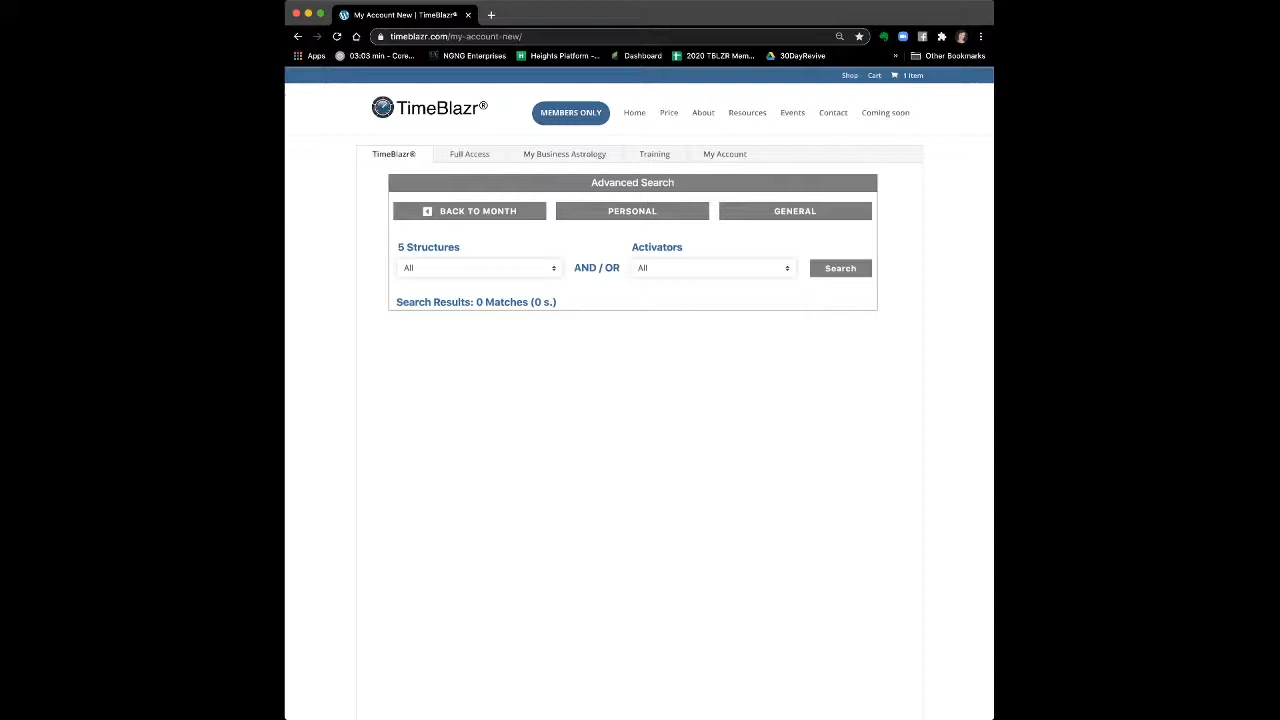 My Account New | TimeBlazr®
timeblazr.com/my-account-new/
Apps 03:03 min - Core... NGNG Enterprises Heights Platform -... Dashboard 2020 TBLZR Mem... 30DayRevive » Other Bookmarks
Shop Cart 1 Item
TimeBlazr® MEMBERS ONLY Home Price About Resources Events Contact Coming soon
TimeBlazr® Full Access My Business Astrology Training My Account
Advanced Search
BACK TO MONTH PERSONAL GENERAL
5 Structures Activators
All AND / OR All Search
Search Results: 0 Matches (0 s.)